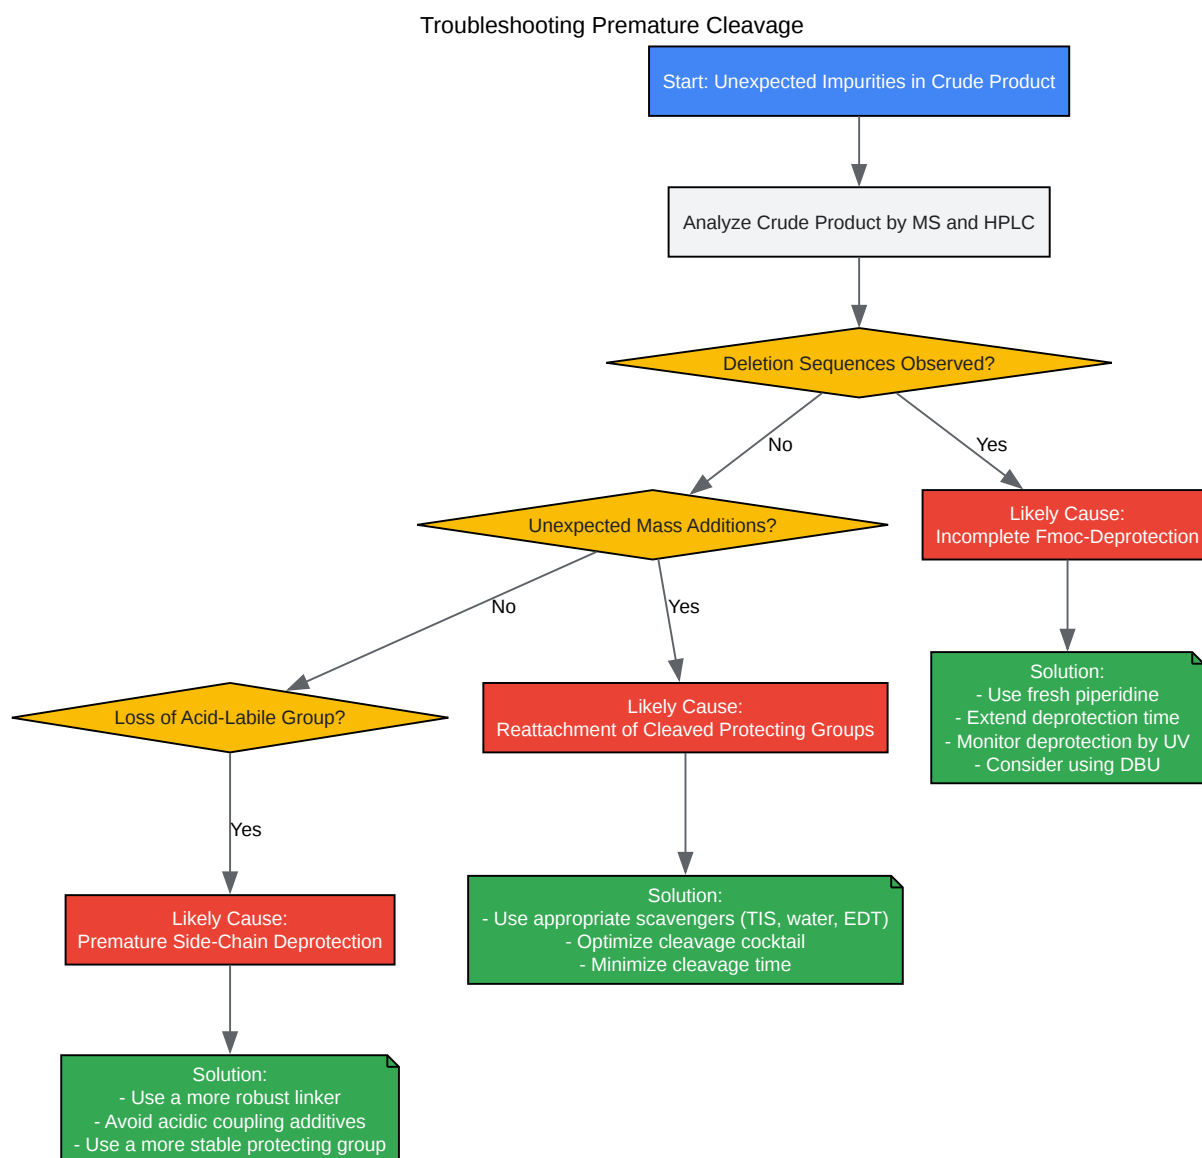 Troubleshooting Premature Cleavage
Start: Unexpected Impurities in Crude Product
Analyze Crude Product by MS and HPLC
Deletion Sequences Observed?
No
Yes
Unexpected Mass Additions?
Likely Cause:
Incomplete Fmoc-Deprotection
No
Yes
Solution:
- Use fresh piperidine
- Extend deprotection time
- Monitor deprotection by UV
- Consider using DBU
Loss of Acid-Labile Group?
Likely Cause:
Reattachment of Cleaved Protecting Groups
Yes
Solution:
- Use appropriate scavengers (TIS, water, EDT)
- Optimize cleavage cocktail
- Minimize cleavage time
Likely Cause:
Premature Side-Chain Deprotection
Solution:
- Use a more robust linker
- Avoid acidic coupling additives
- Use a more stable protecting group